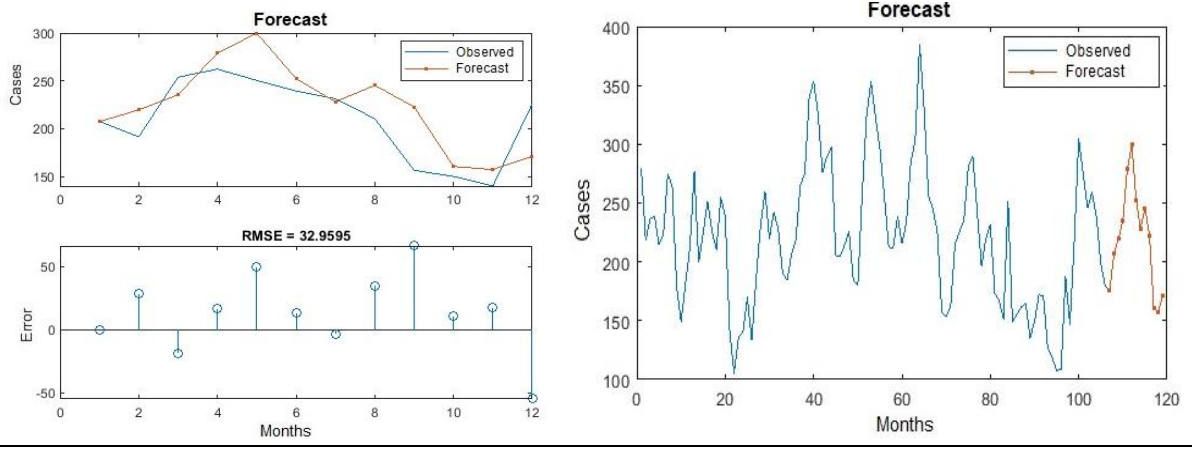 Forecast
300
250
200
150
Cases
Observed
Forecast
0 2 4 6 8 10 12
RMSE = 32.9595
50
0
-50
Error
0 2 4 6 8 10 12
Months
Forecast
400
350
300
250
200
150
100
Cases
Observed
Forecast
0 20 40 60 80 100 120
Months